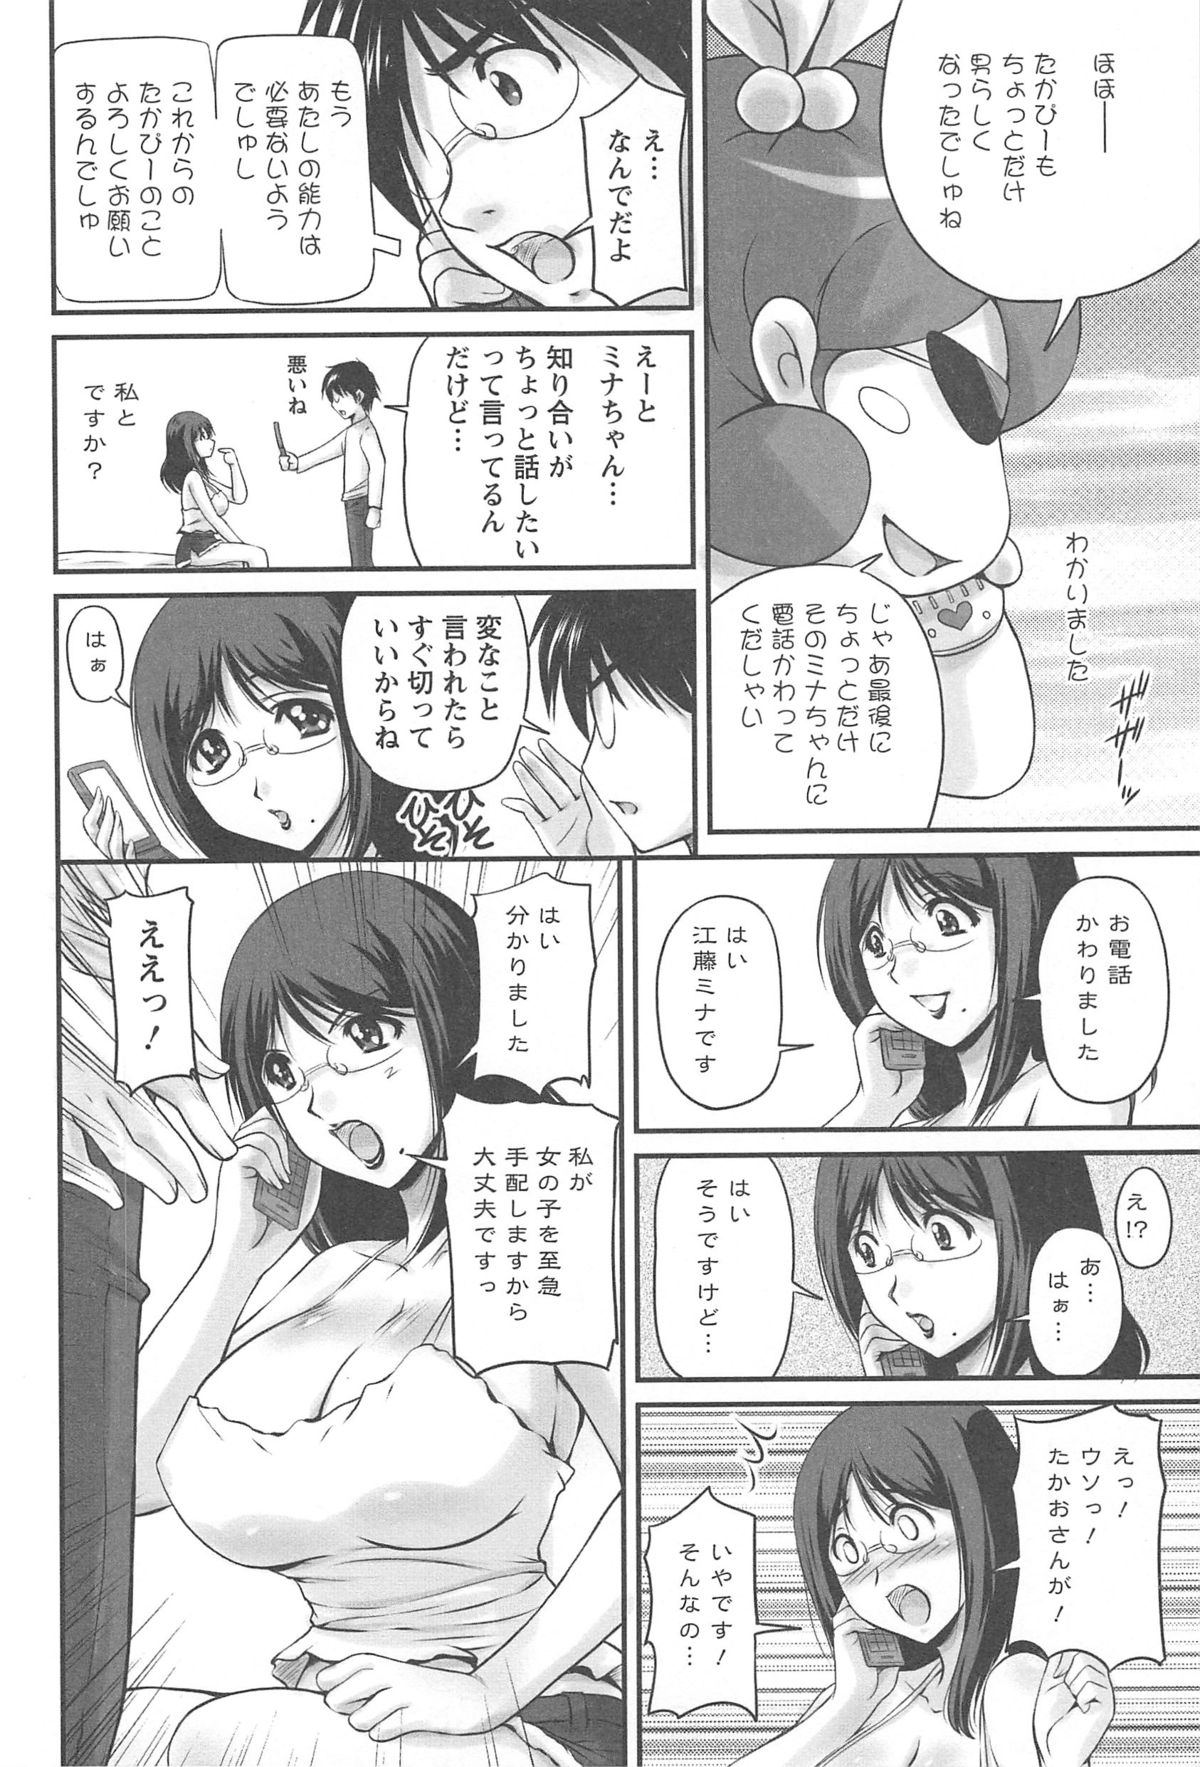 ほほ――
たかぴーも
ちょっとだけ
男らしく
なったでしゅね
わかりました
じゃあ最後に
ちょっとだけ
そのミナちゃんに
電話かわって
くだしゃい
え…
なんでだよ
もう
あたしの能力は
必要ないよう
でしゅし
これからの
たかぴーのこと
よろしくお願い
するんでしゅ
えーと
ミナちゃん…
知り合いが
ちょっと話したい
って言ってるん
だけど…
悪いね
私と
ですか？
変なこと
言われたら
すぐ切って
いいからね
ひそ
ひそ
はぁ
お電話
かわりました
はい
江藤ミナです
え!?
あ…
はぁ…
はい
そうですけど…
えっ！
ウソっ！
たかおさんが！
いやです！
そんなの…
はい
分かりました
私が
女の子を至急
手配しますから
大丈夫ですっ
ええっ！